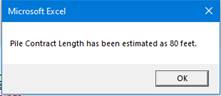 Microsoft Excel
Pile Contract Length has been estimated as 80 feet.
OK